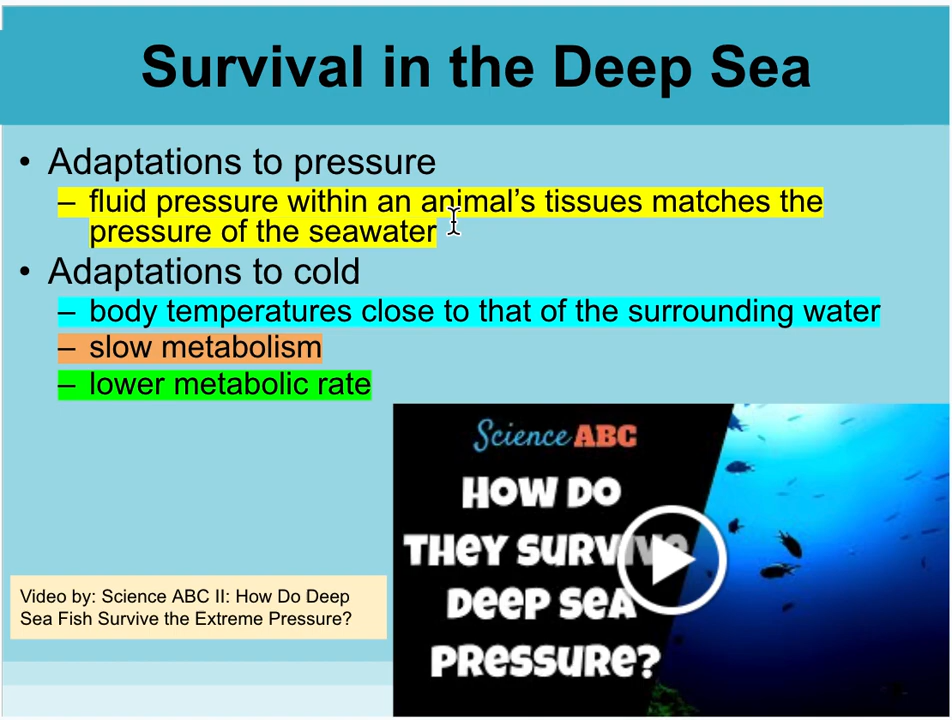 Survival in the Deep Sea
• Adaptations to pressure
– fluid pressure within an animal’s tissues matches the
pressure of the seawater
• Adaptations to cold
– body temperatures close to that of the surrounding water
– slow metabolism
– lower metabolic rate
Science ABC
HOW DO
THEY SURVIVE
DEEP SEA
PRESSURE?
Video by: Science ABC II: How Do Deep
Sea Fish Survive the Extreme Pressure?